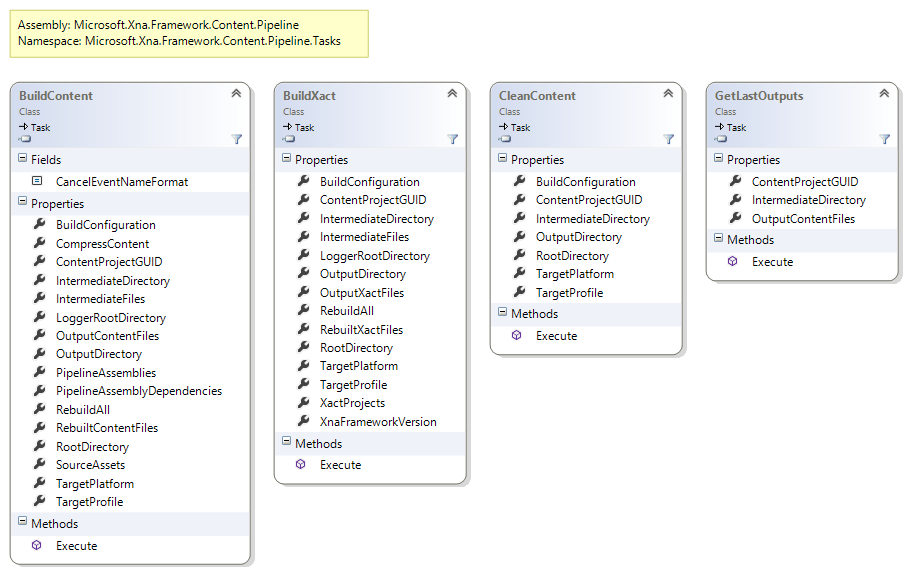 Assembly: Microsoft.Xna.Framework.Content.Pipeline
Namespace: Microsoft.Xna.Framework.Content.Pipeline.Tasks
BuildContent
Class
Task
Fields
CancelEventNameFormat
Properties
BuildConfiguration
CompressContent
ContentProjectGUID
IntermediateDirectory
IntermediateFiles
LoggerRootDirectory
OutputContentFiles
OutputDirectory
PipelineAssemblies
PipelineAssemblyDependencies
RebuildAll
RebuiltContentFiles
RootDirectory
SourceAssets
TargetPlatform
TargetProfile
Methods
Execute
BuildXact
Class
Task
Properties
BuildConfiguration
ContentProjectGUID
IntermediateDirectory
IntermediateFiles
LoggerRootDirectory
OutputDirectory
OutputXactFiles
RebuildAll
RebuiltXactFiles
RootDirectory
TargetPlatform
TargetProfile
XactProjects
XnaFrameworkVersion
Methods
Execute
CleanContent
Class
Task
Properties
BuildConfiguration
ContentProjectGUID
IntermediateDirectory
OutputDirectory
RootDirectory
TargetPlatform
TargetProfile
Methods
Execute
GetLastOutputs
Class
Task
Properties
ContentProjectGUID
IntermediateDirectory
OutputContentFiles
Methods
Execute